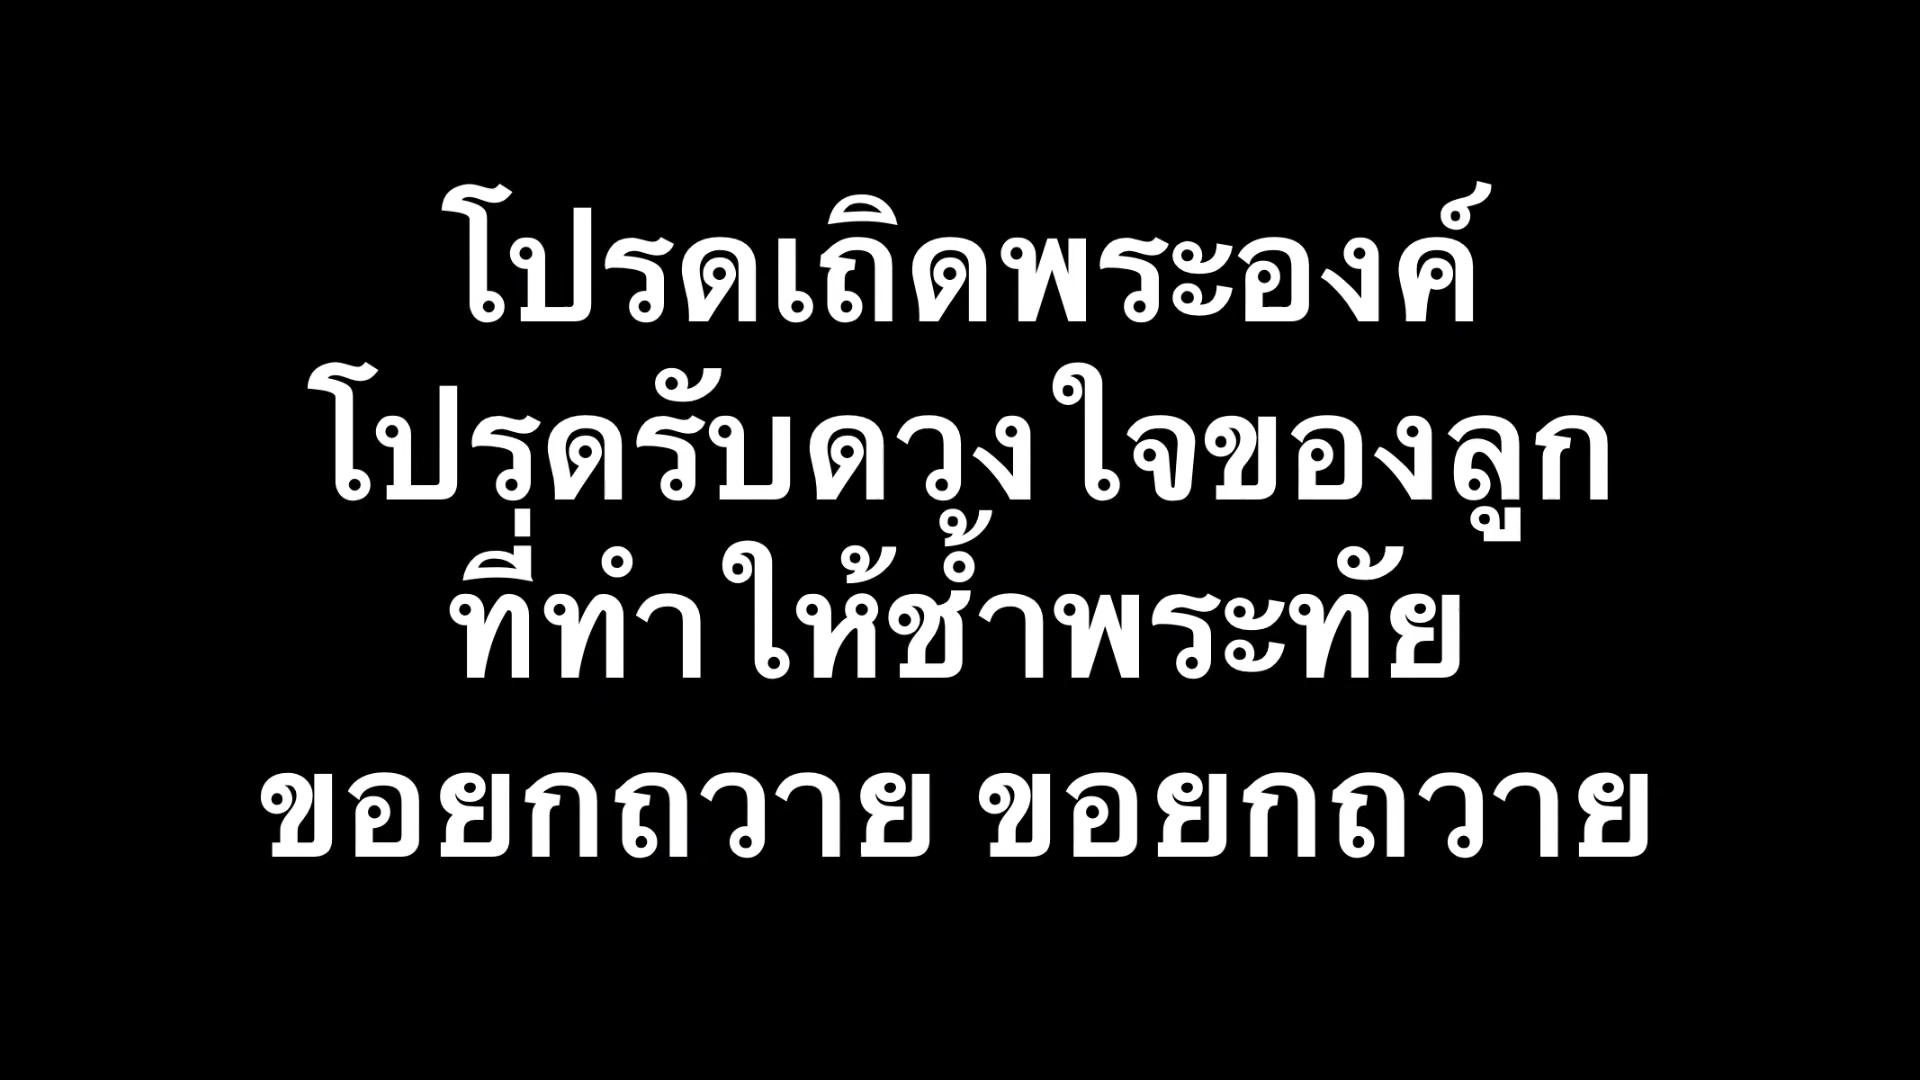 โปรดเถิดพระองค์
โปรดรับดวงใจของลูก
ที่ทำให้ช้ำพระทัย
ขอยกถวาย ขอยกถวาย